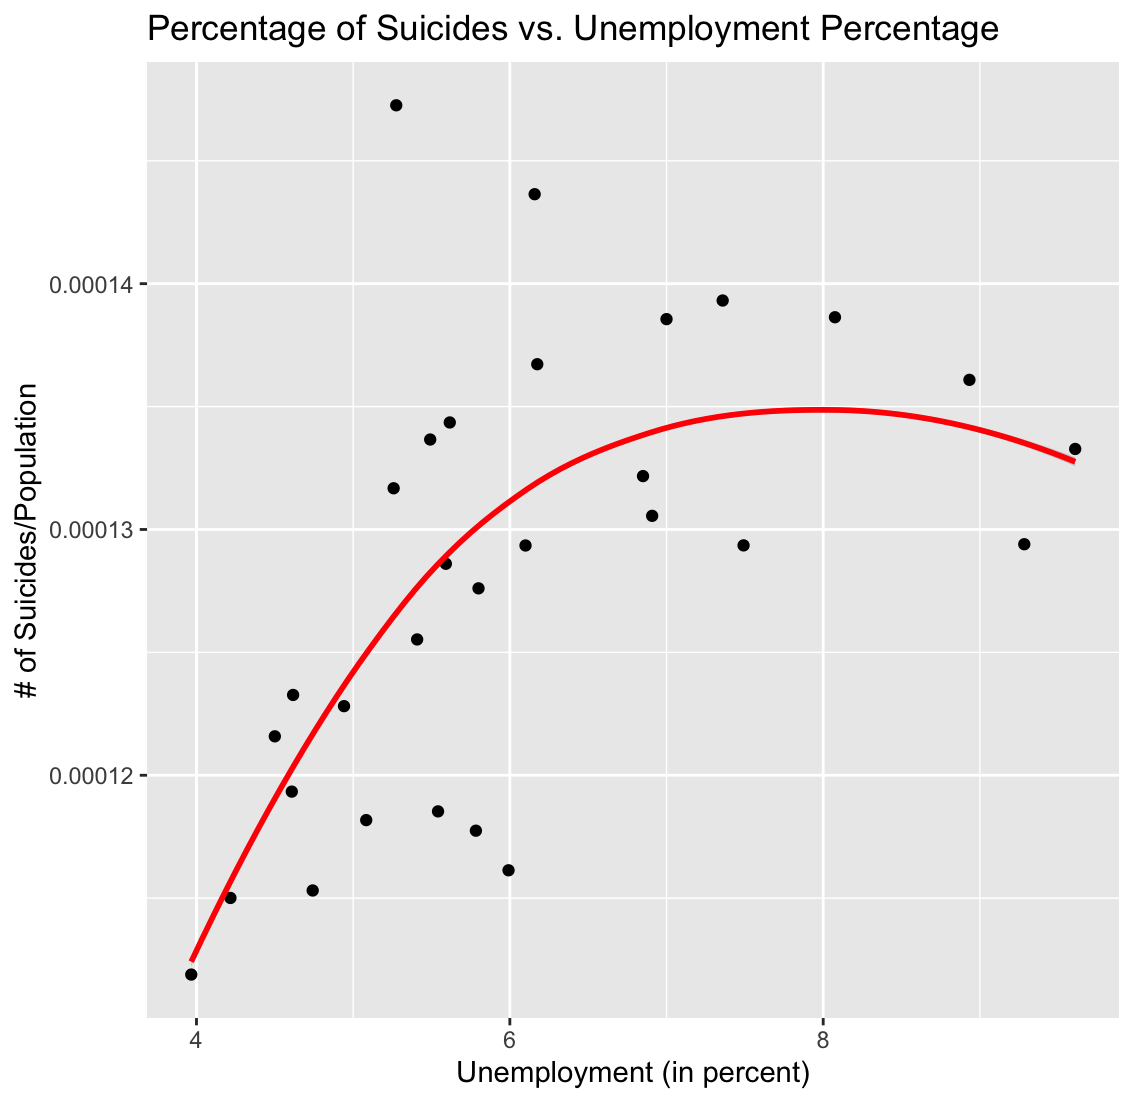 Percentage of Suicides vs. Unemployment Percentage
# of Suicides/Population
0.00014
0.00013
0.00012
4 6 8
Unemployment (in percent)